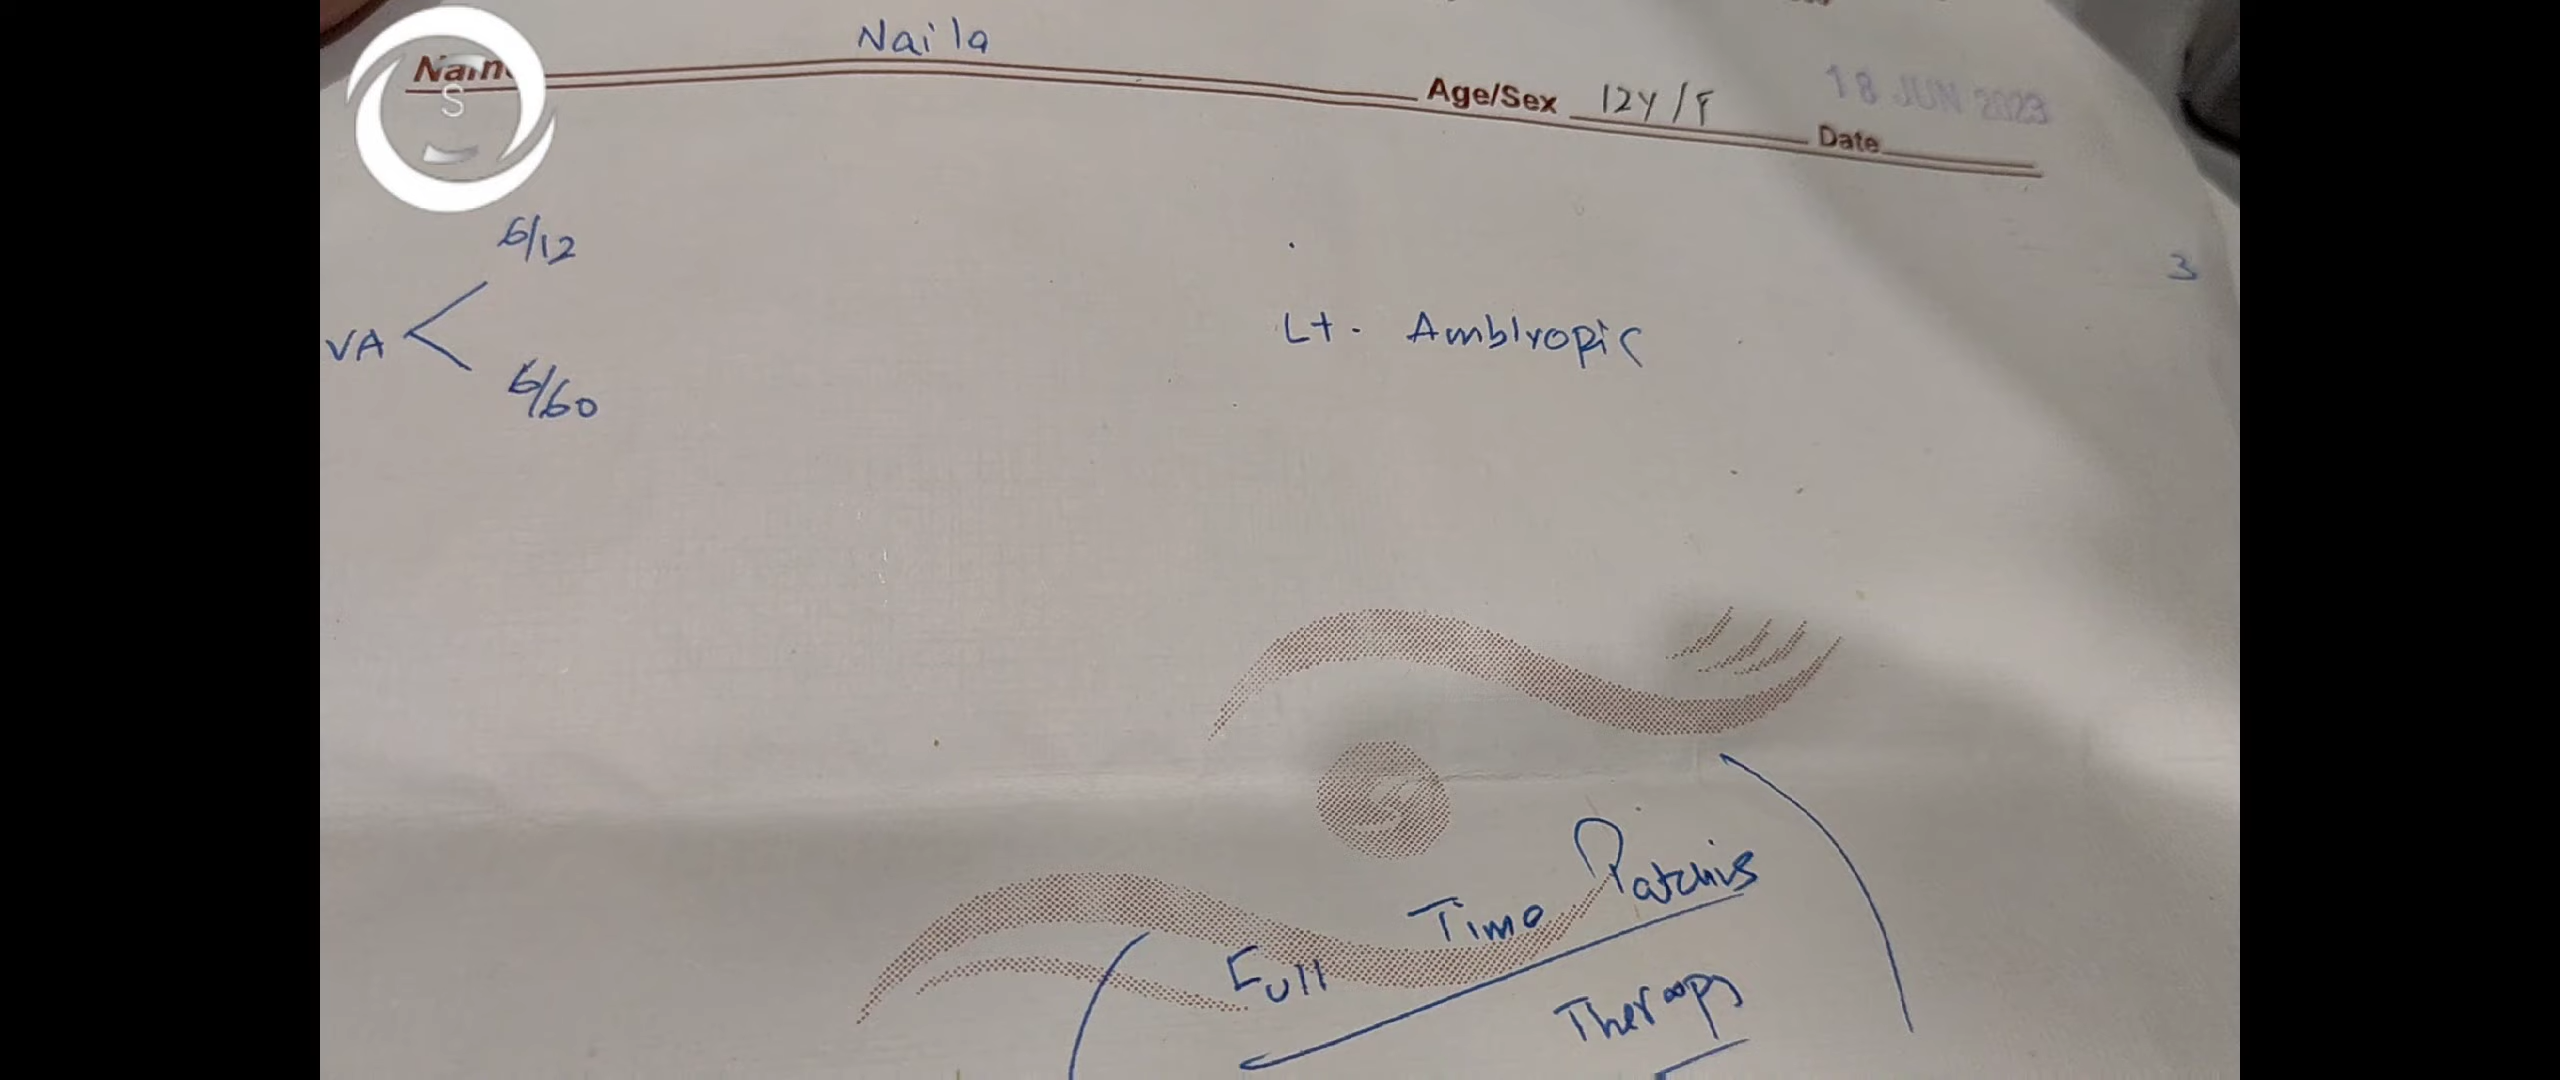 Naila
Name
Age/Sex 12Y/F
18 JUN 2023
Date
S
6/12
3
VA
Lt. Amblyopic
6/60
Full Time Patching
Therapy